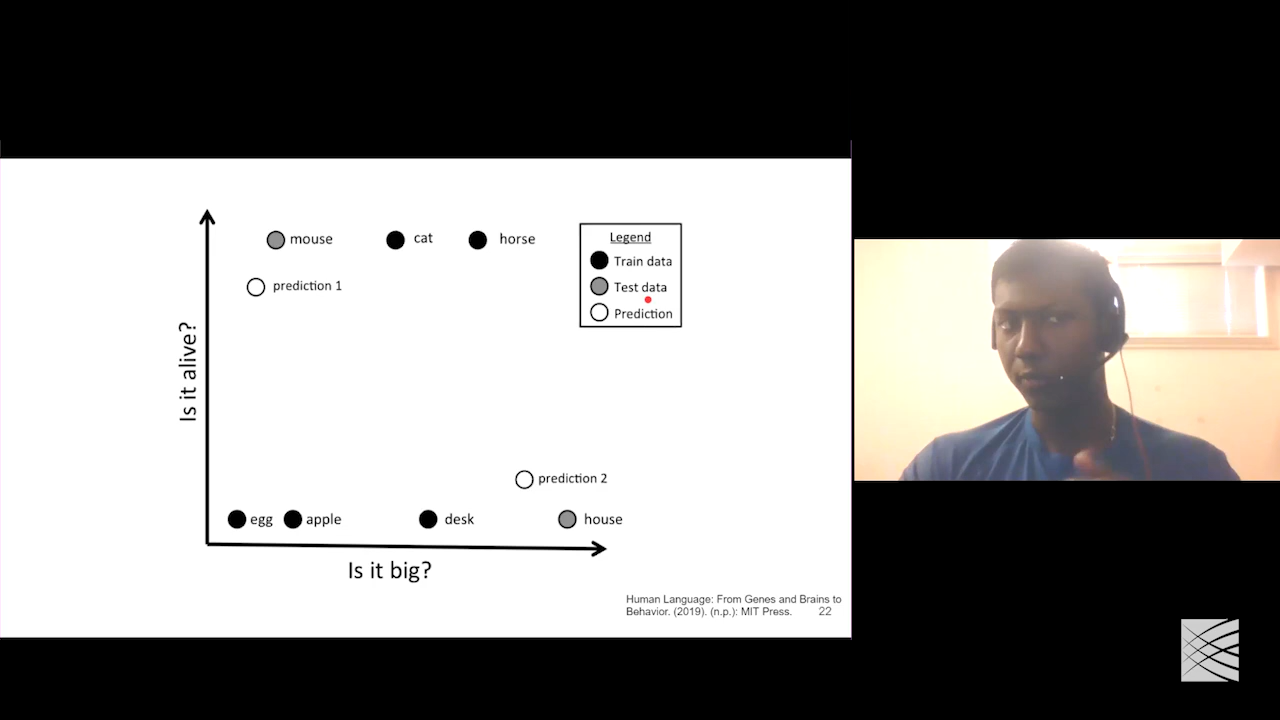 mouse
cat
horse
prediction 1
Legend
Train data
Test data
Prediction
Is it alive?
prediction 2
egg
apple
desk
house
Is it big?
Human Language: From Genes and Brains to
Behavior. (2019). (n.p.): MIT Press.
22